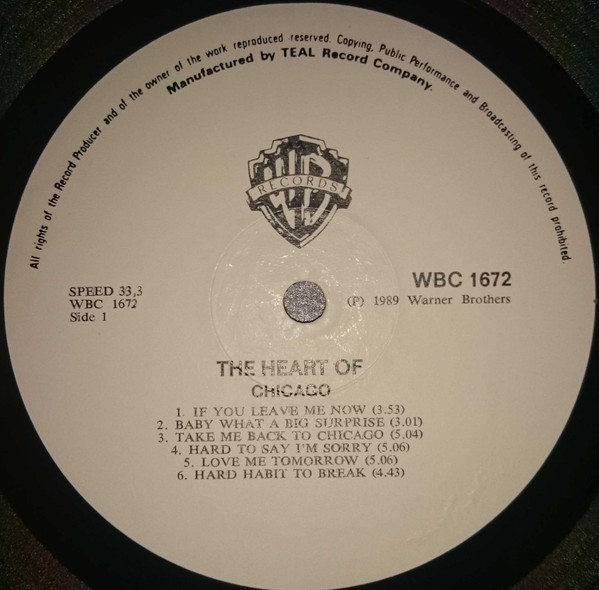 All rights of the Record Producer and of the owner of the work reproduced reserved. Copying, Public Performance and Broadcasting of this record prohibited.
Manufactured by TEAL Record Company.
RECORDS
SPEED 33,3
WBC 1672
Side 1
WBC 1672
(P) 1989 Warner Brothers
THE HEART OF
CHICAGO
1. IF YOU LEAVE ME NOW (3.53)
2. BABY WHAT A BIG SURPRISE (3.01)
3. TAKE ME BACK TO CHICAGO (5.04)
4. HARD TO SAY I'M SORRY (5.06)
5. LOVE ME TOMORROW (5.06)
6. HARD HABIT TO BREAK (4.43)